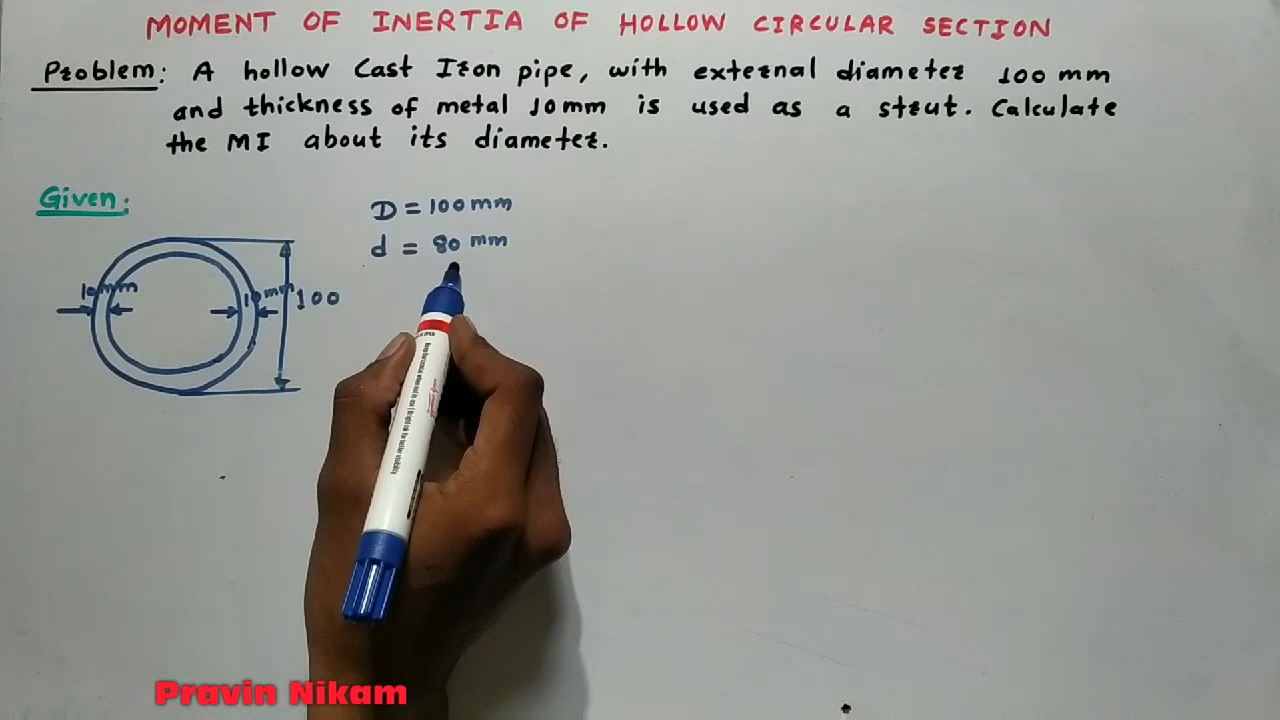 MOMENT OF INERTIA OF HOLLOW CIRCULAR SECTION
Problem: A hollow Cast Iron pipe, with external diameter 100 mm
and thickness of metal 10mm is used as a strut. Calculate
the MI about its diameter.
Given:
D = 100 mm
d = 80 mm
10mm
10mm
100
Pravin Nikam